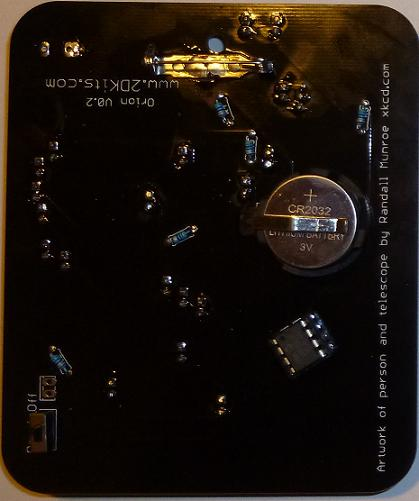 www.2DKits.com
Orion V0.2
+
CR2032
LITHIUM BATTERY
3V
Off
Artwork of person and telescope by Randall Munroe xkcd.com